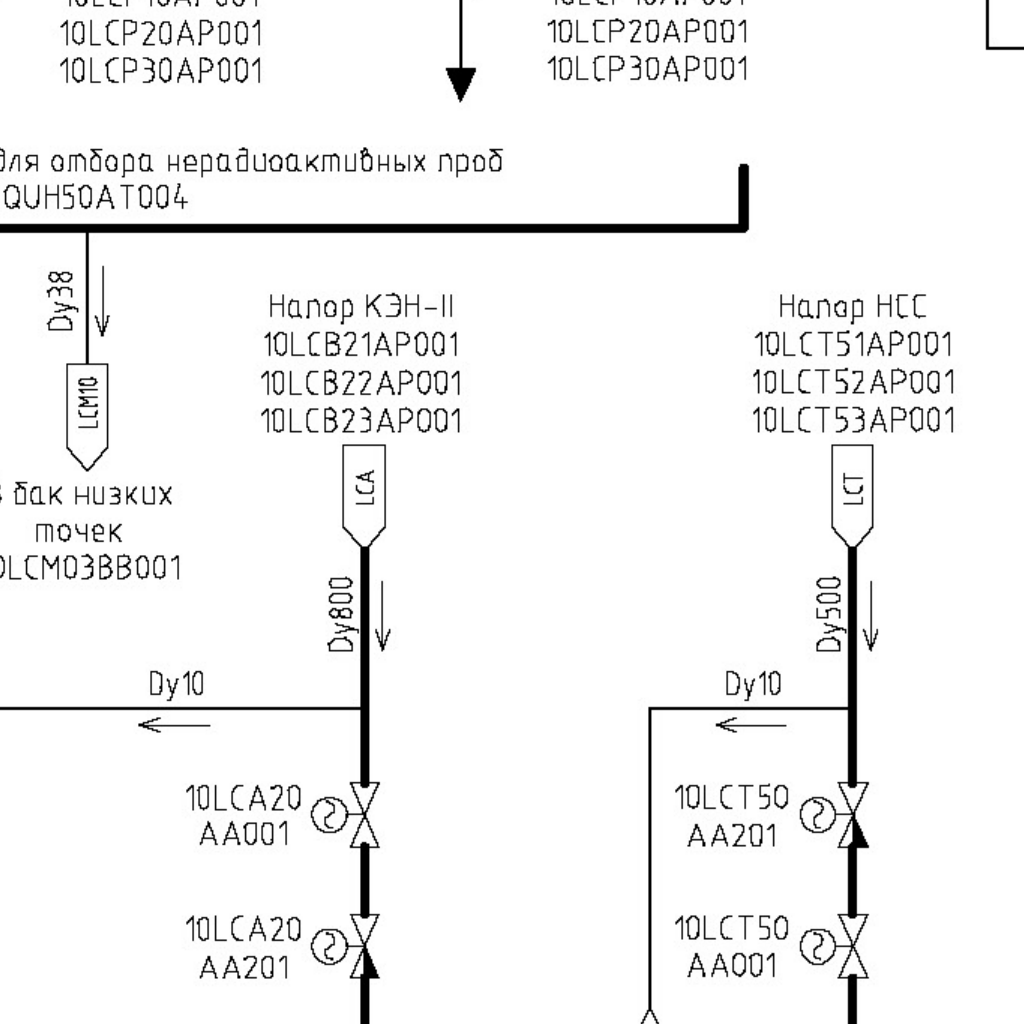 10LCP20AP001
10LCP30AP001
10LCP20AP001
10LCP30AP001
для отбора нерадиоактивных проб
QUH50AT004
Dy38
LCM10
бак низких
точек
0LCM03BB001
Напор КЭН-II
10LCB21AP001
10LCB22AP001
10LCB23AP001
LCA
Dy800
Dy10
10LCA20
AA001
10LCA20
AA201
Напор НСС
10LCT51AP001
10LCT52AP001
10LCT53AP001
LCT
Dy500
Dy10
10LCT50
AA201
10LCT50
AA001